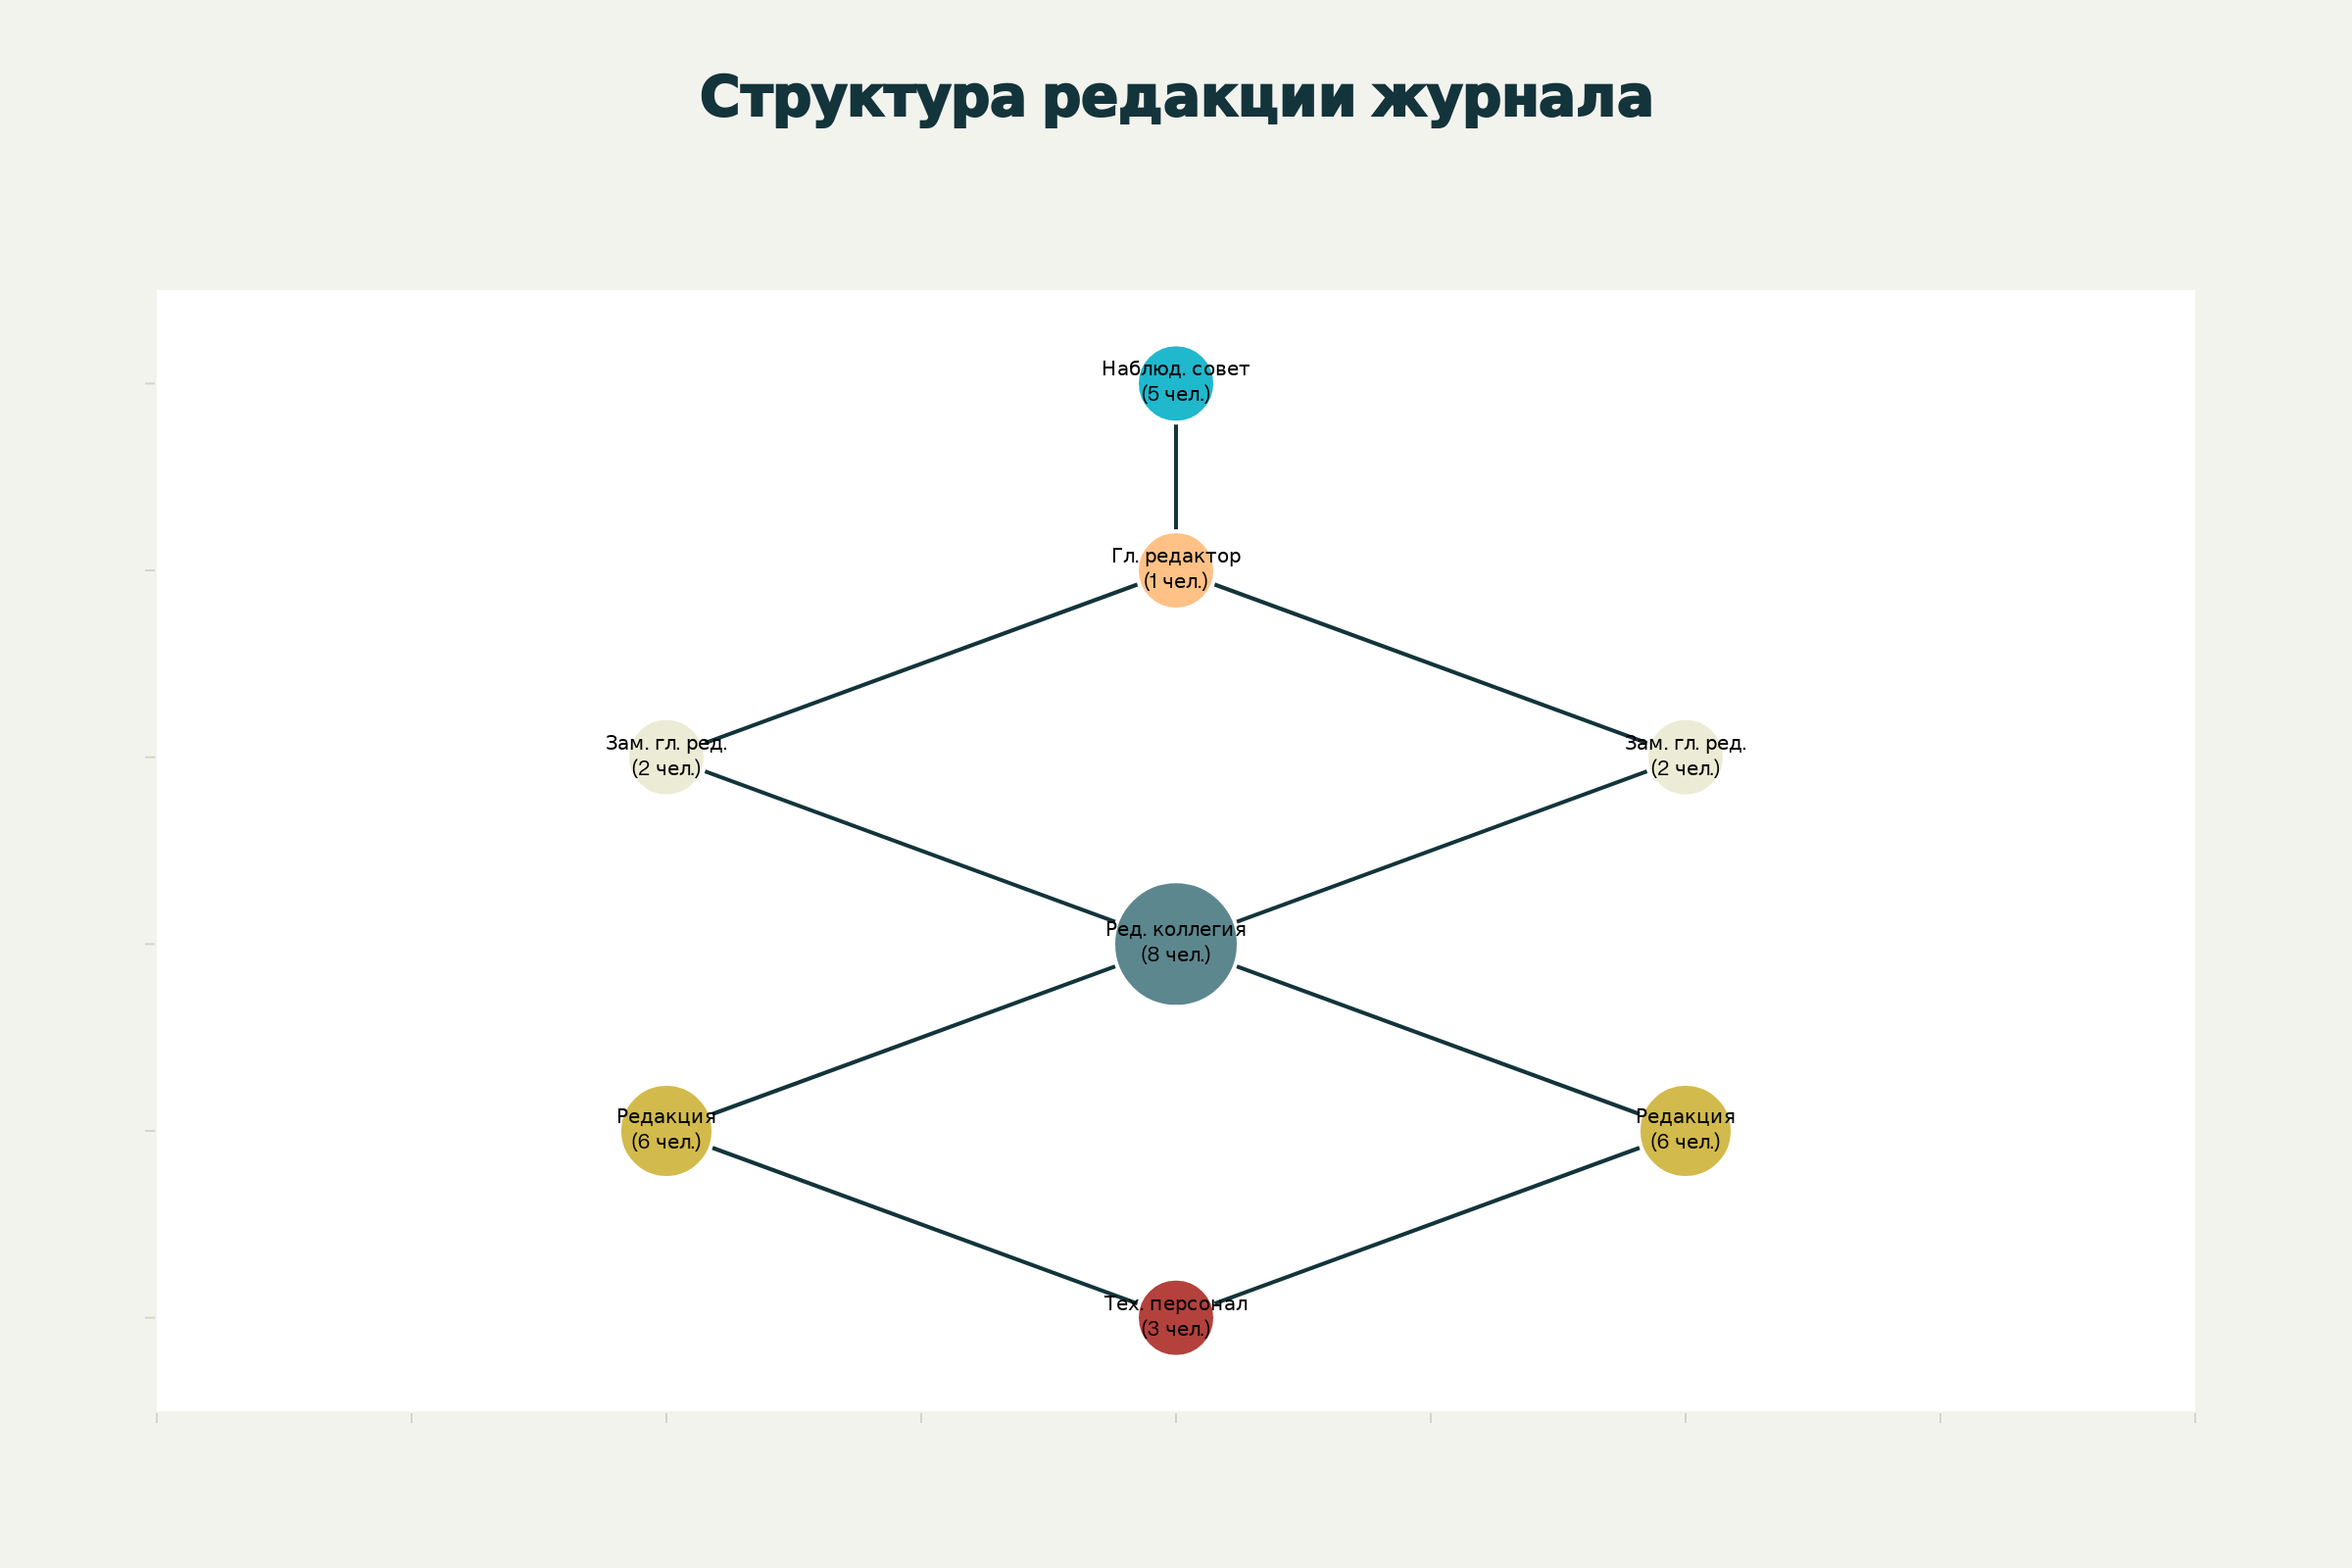 Структура редакции журнала
Наблюд. совет
(5 чел.)
Гл. редактор
(1 чел.)
Зам. гл. ред.
(2 чел.)
Зам. гл. ред.
(2 чел.)
Ред. коллегия
(8 чел.)
Редакция
(6 чел.)
Редакция
(6 чел.)
Тех. персонал
(3 чел.)